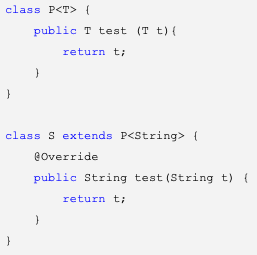 class P<T> {
    public T test (T t){
        return t;
    }
}

class S extends P<String> {
    @Override
    public String test(String t) {
        return t;
    }
}